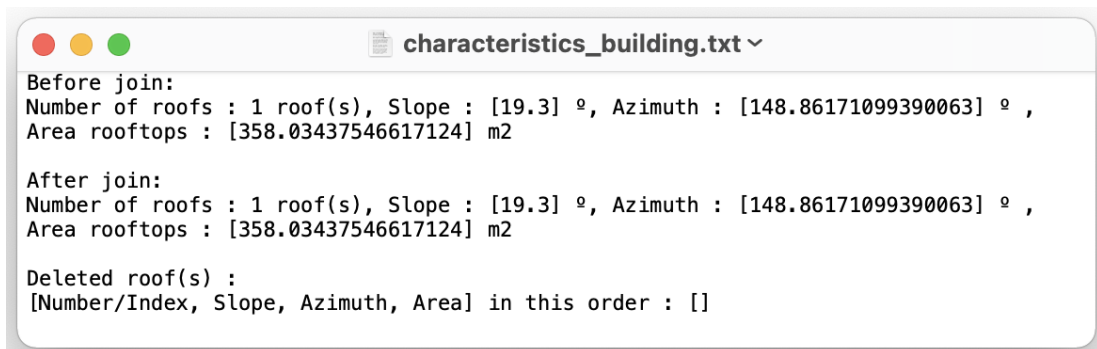 characteristics_building.txt
Before join:
Number of roofs : 1 roof(s), Slope : [19.3] º, Azimuth : [148.86171099390063] º ,
Area rooftops : [358.03437546617124] m2
After join:
Number of roofs : 1 roof(s), Slope : [19.3] º, Azimuth : [148.86171099390063] º ,
Area rooftops : [358.03437546617124] m2
Deleted roof(s) :
[Number/Index, Slope, Azimuth, Area] in this order : []